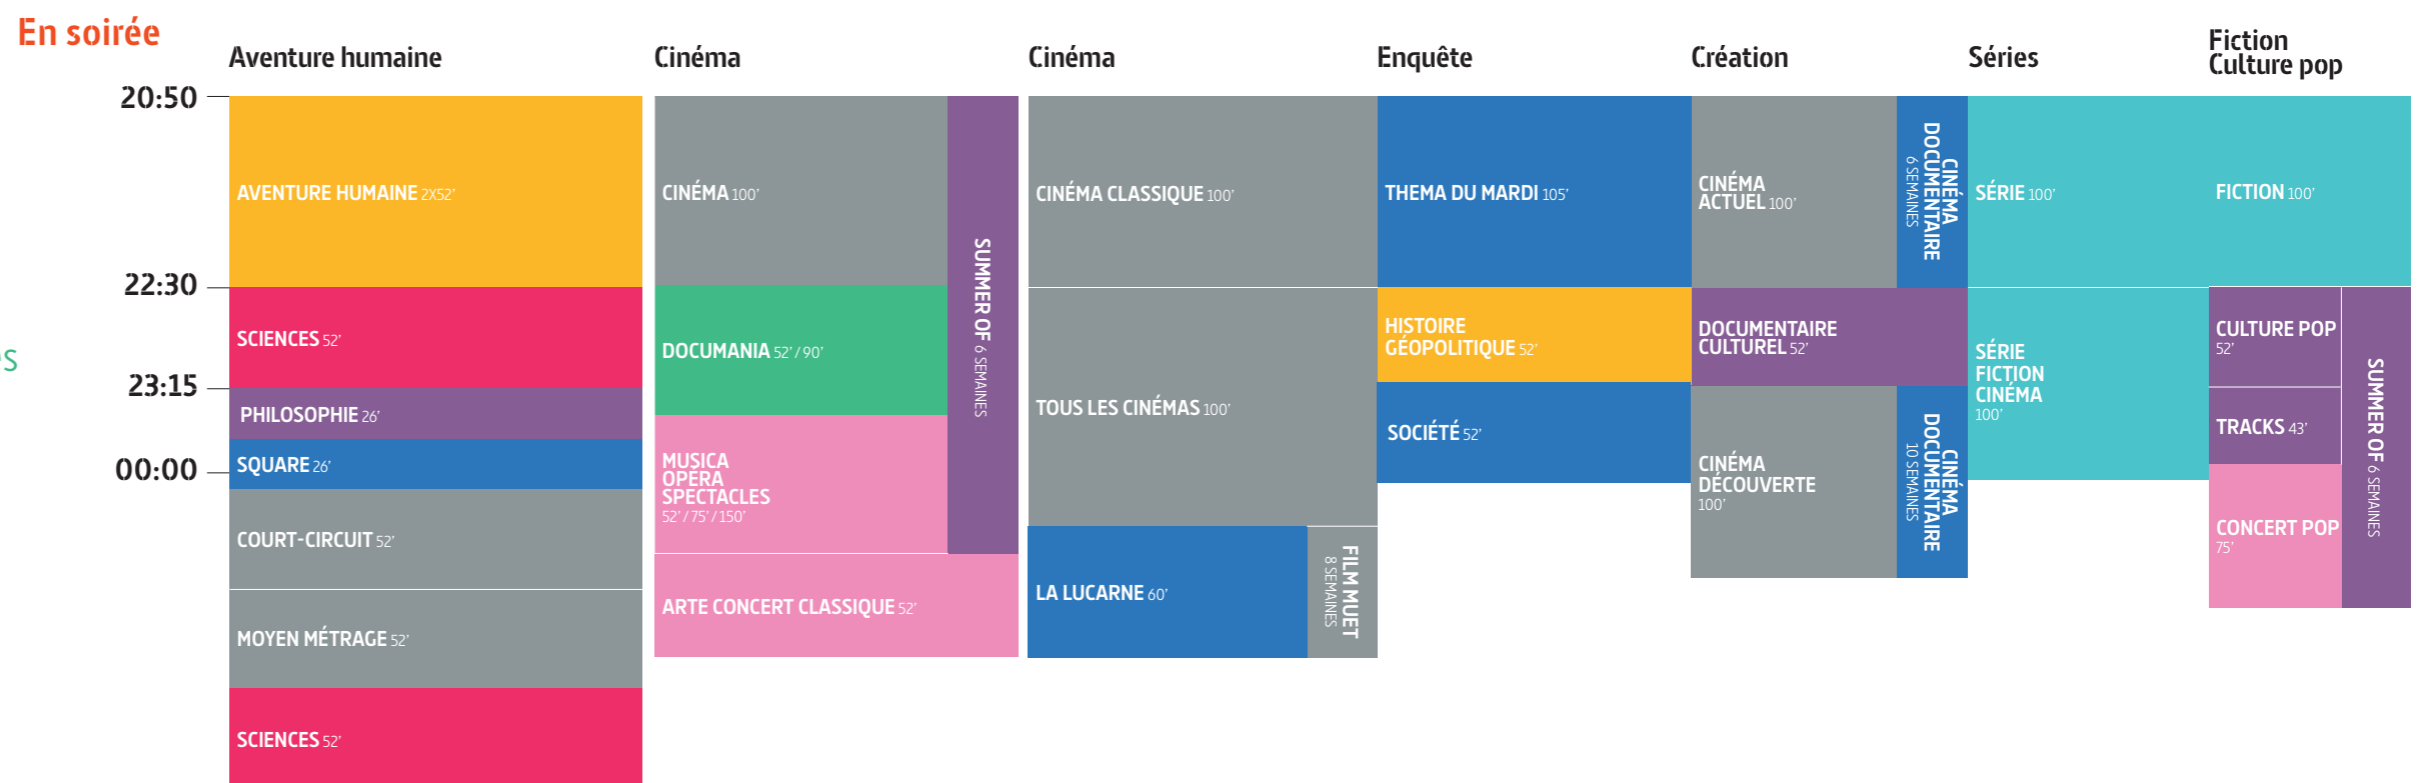 En soirée
Aventure humaine
Cinéma
Cinéma
Enquête
Création
Séries
Fiction
Culture pop
20:50
22:30
23:15
00:00
AVENTURE HUMAINE 2X52’
SCIENCES 52’
PHILOSOPHIE 26’
SQUARE 26’
COURT-CIRCUIT 52’
MOYEN MÉTRAGE 52’
SCIENCES 52’
CINÉMA 100’
DOCUMANIA 52’ / 90’
MUSICA
OPÉRA
SPECTACLES
52’ / 75’ / 150’
ARTE CONCERT CLASSIQUE 52’
SUMMER OF 6 SEMAINES
CINÉMA CLASSIQUE 100’
TOUS LES CINÉMAS 100’
LA LUCARNE 60’
FILM MUET
8 SEMAINES
THEMA DU MARDI 105’
HISTOIRE
GÉOPOLITIQUE 52’
SOCIÉTÉ 52’
CINÉMA
ACTUEL 100’
CINÉMA
DOCUMENTAIRE
6 SEMAINES
DOCUMENTAIRE
CULTUREL 52’
CINÉMA
DÉCOUVERTE
100’
CINÉMA
DOCUMENTAIRE
10 SEMAINES
SÉRIE 100’
SÉRIE
FICTION
CINÉMA
100’
FICTION 100’
CULTURE POP
52’
TRACKS 43’
CONCERT POP
75’
SUMMER OF 6 SEMAINES